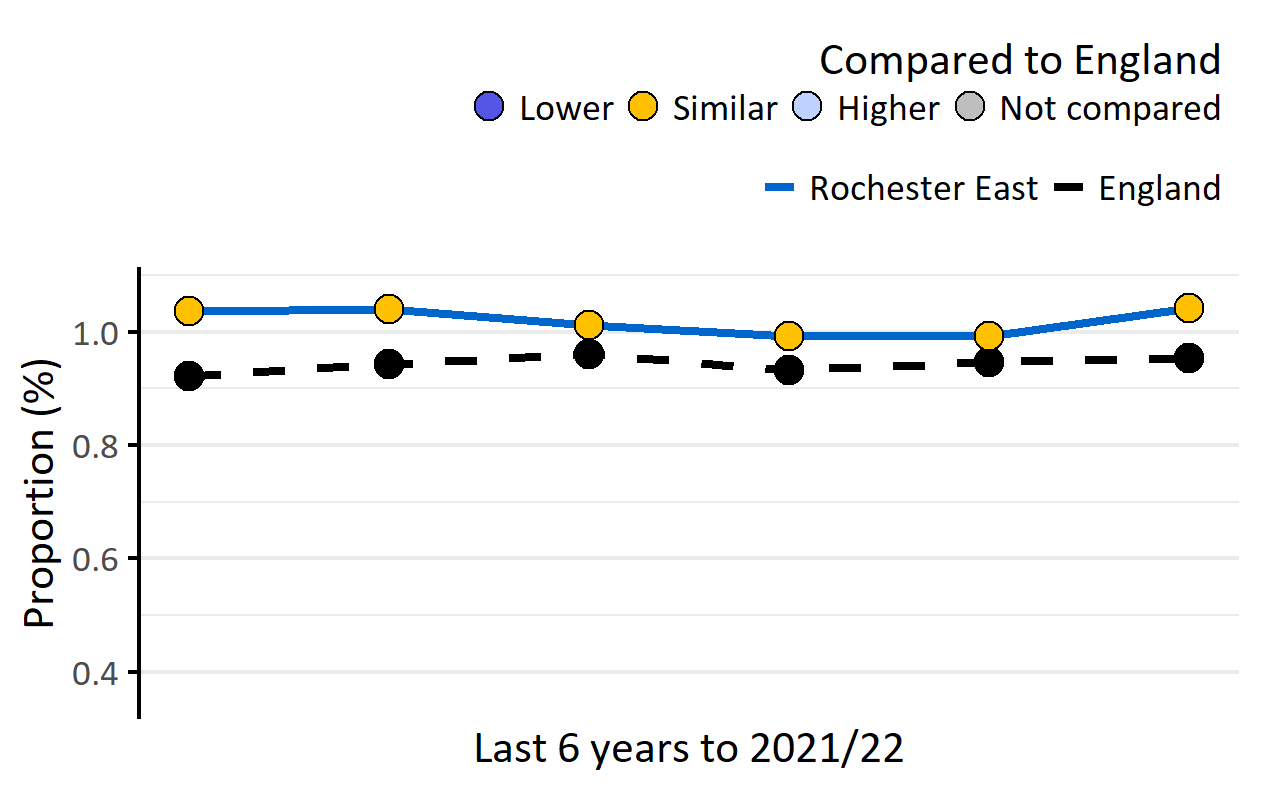 Compared to England
Lower Similar Higher Not compared
Rochester East England
Proportion (%)
1.0
0.8
0.6
0.4
Last 6 years to 2021/22